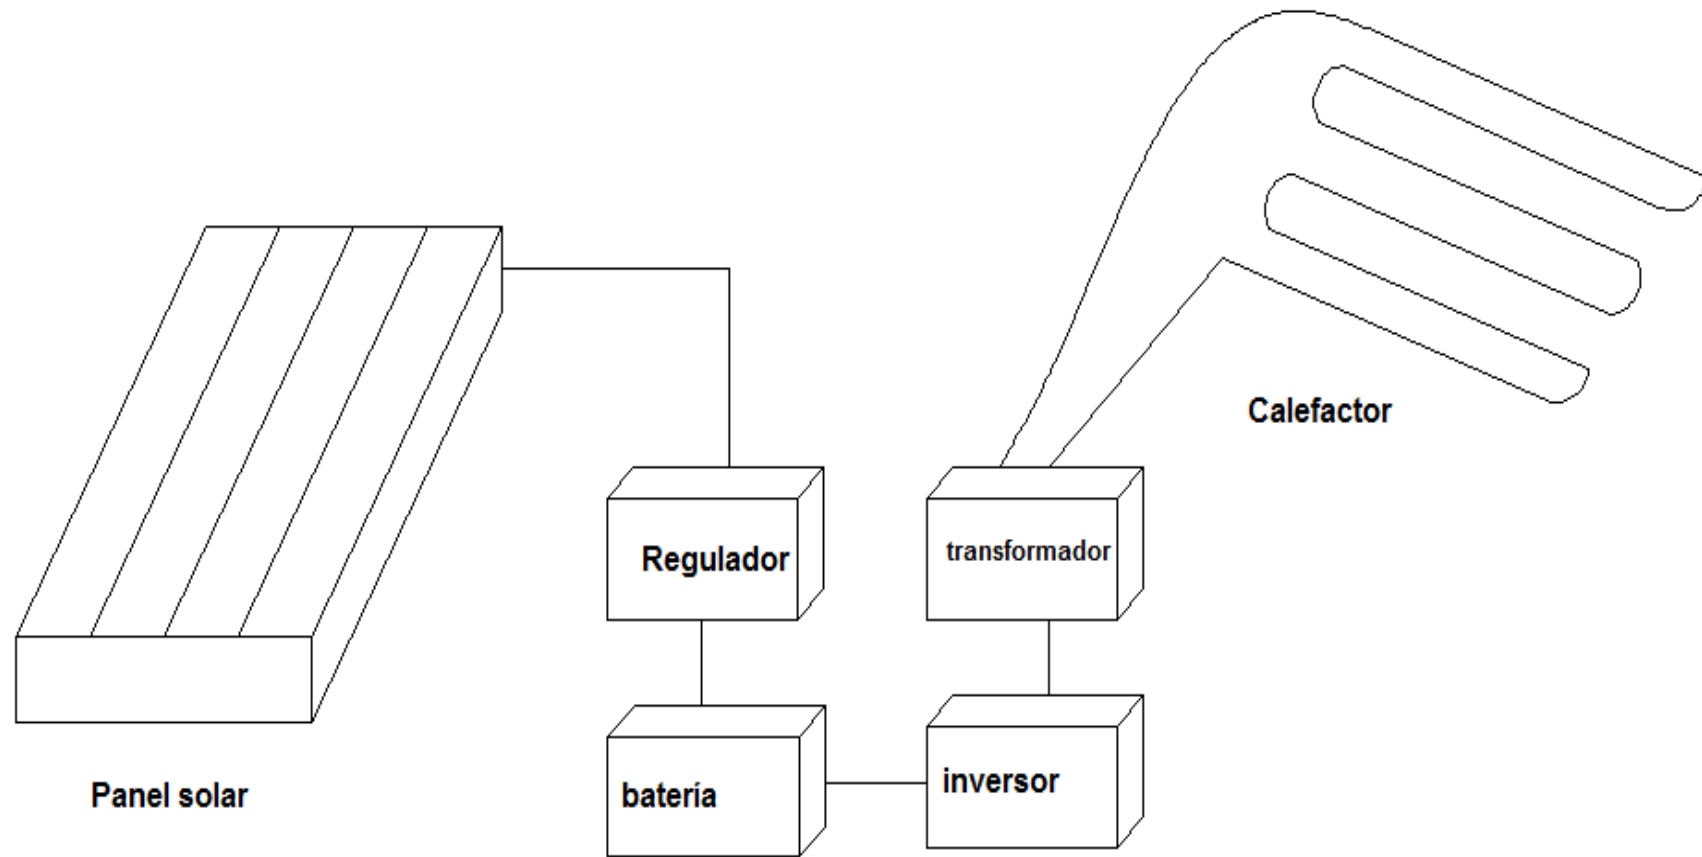 Calefactor
Regulador
transformador
Panel solar
batería
inversor